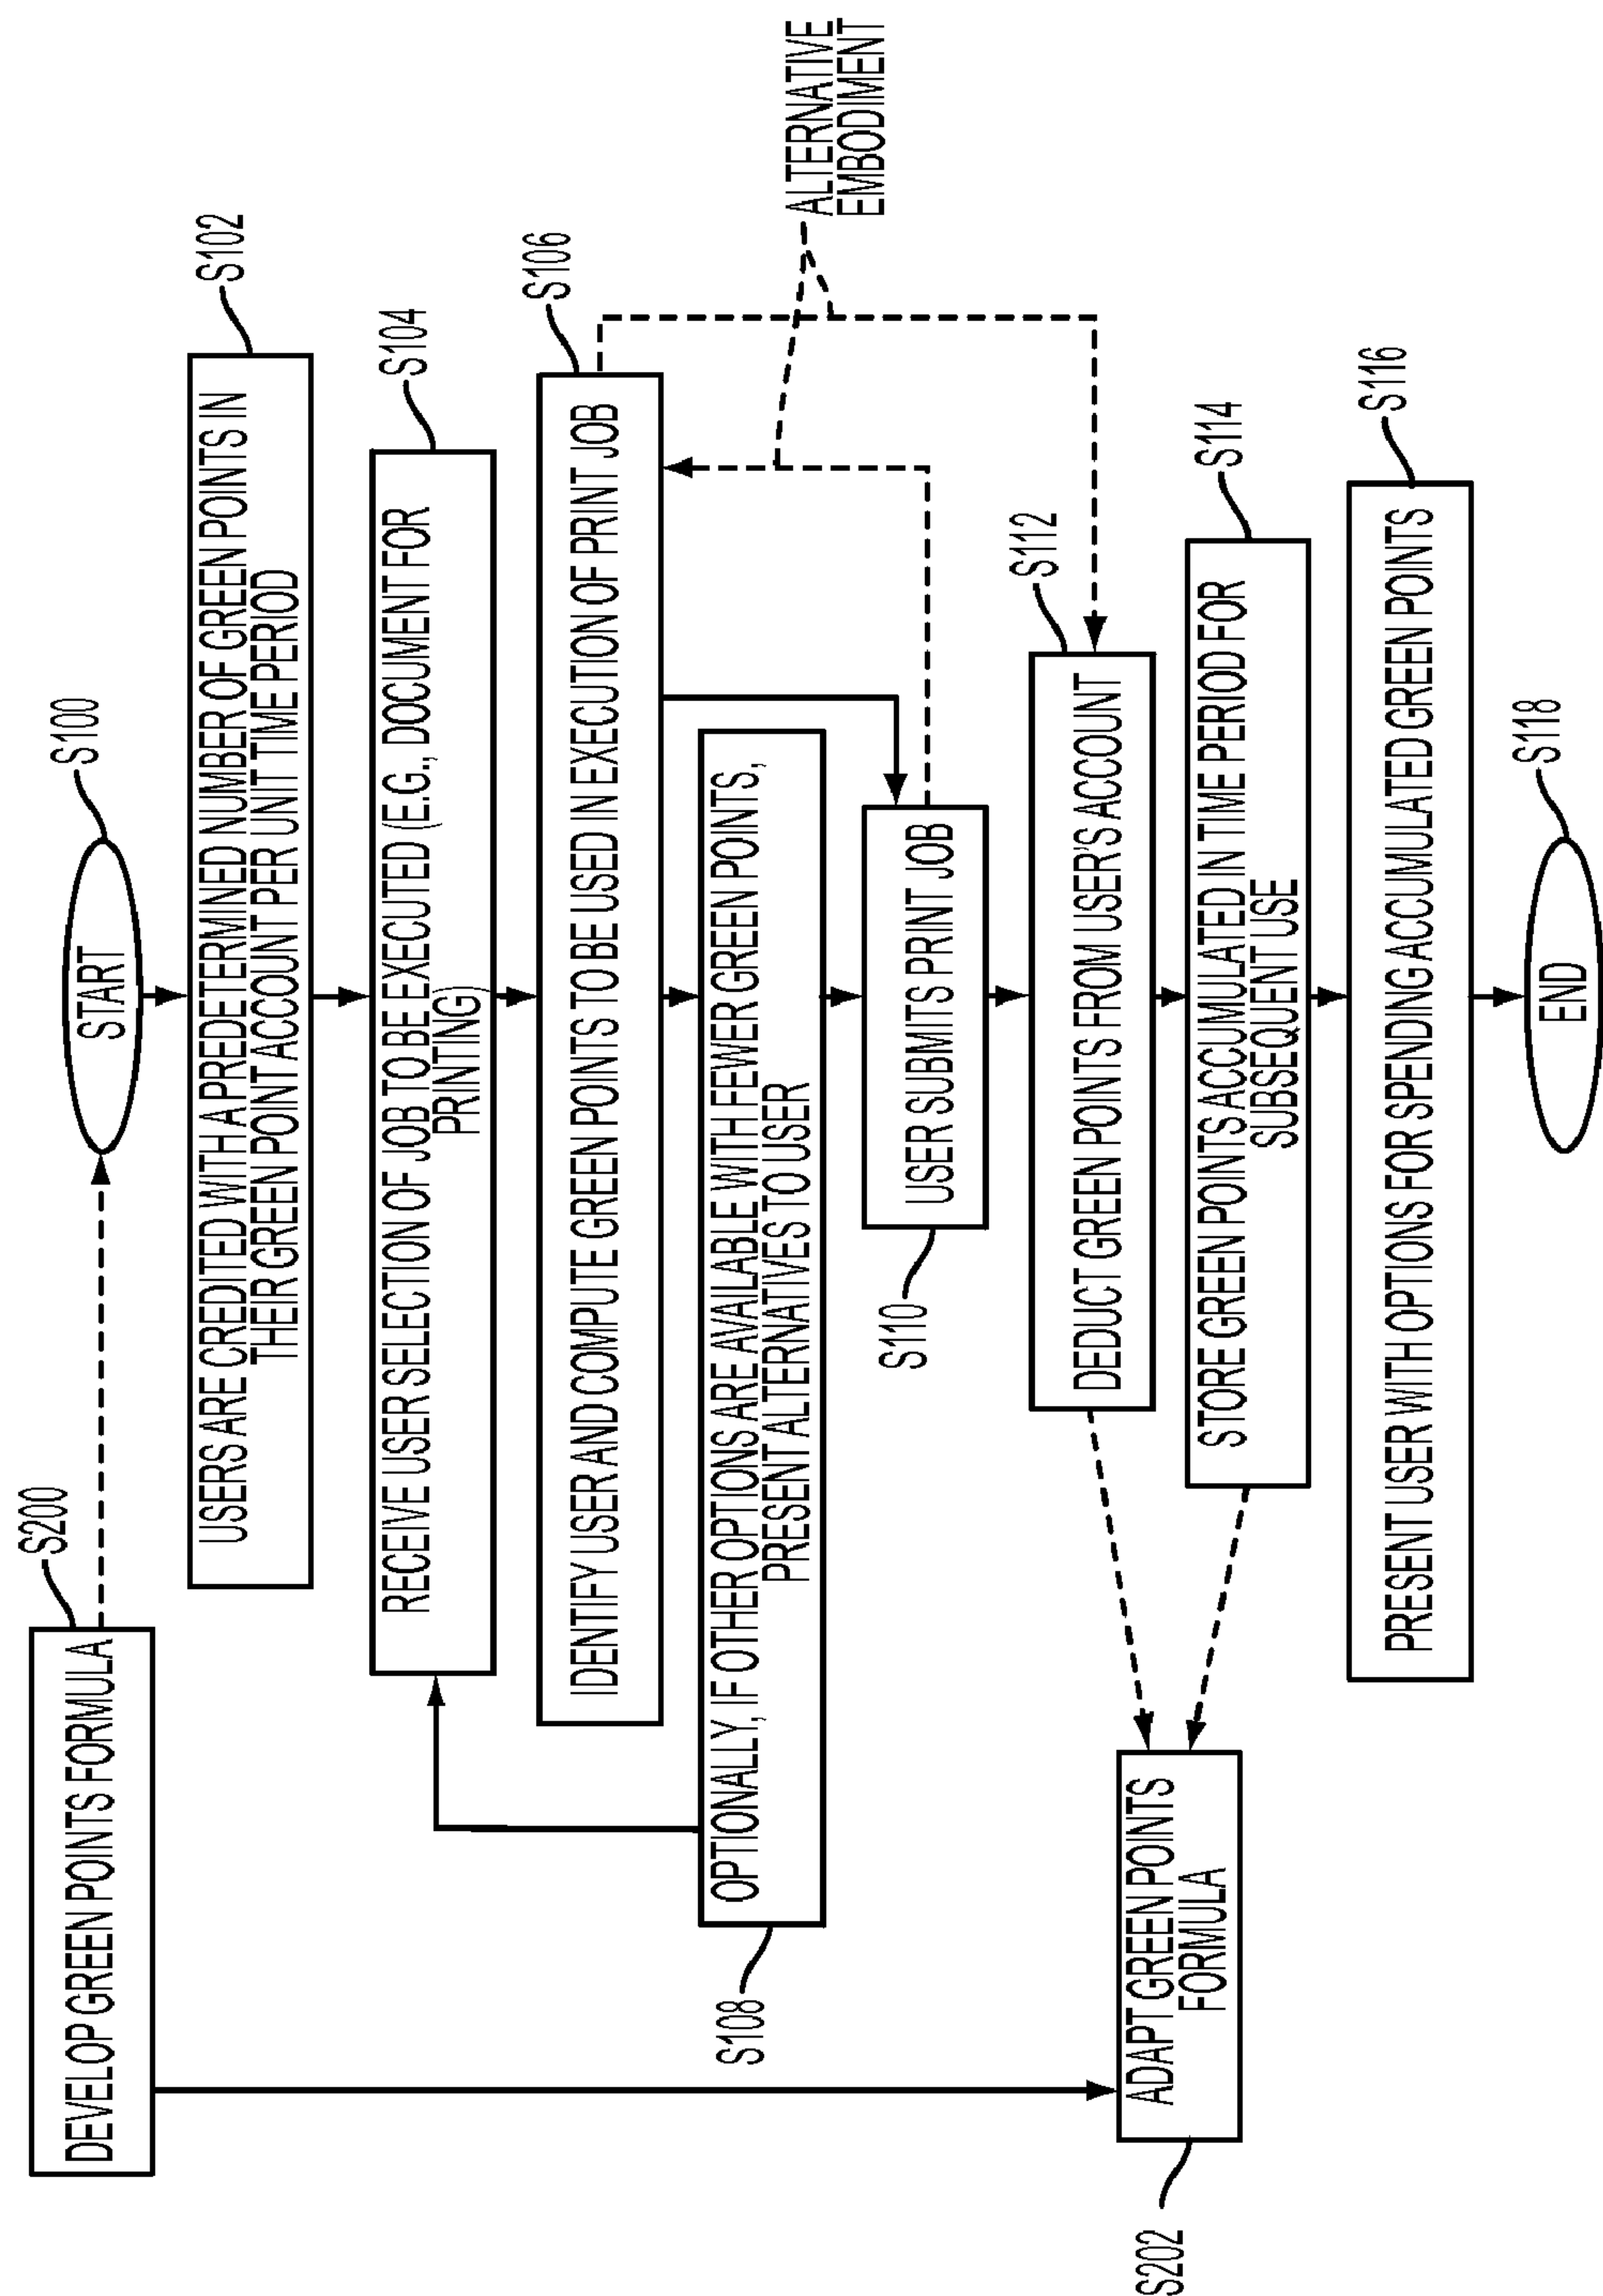 S200
DEVELOP GREEN POINTS FORMULA
START
S100
USERS ARE CREDITED WITH A PREDETERMINED NUMBER OF GREEN POINTS IN
THEIR GREEN POINT ACCOUNT PER UNIT TIME PERIOD
S102
RECEIVE USER SELECTION OF JOB TO BE EXECUTED (E.G., DOCUMENT FOR
PRINTING)
S104
IDENTIFY USER AND COMPUTE GREEN POINTS TO BE USED IN EXECUTION OF PRINT JOB
S106
OPTIONALLY, IF OTHER OPTIONS ARE AVAILABLE WITH FEWER GREEN POINTS,
PRESENT ALTERNATIVES TO USER
S108
ALTERNATIVE
EMBODIMENT
USER SUBMITS PRINT JOB
S110
DEDUCT GREEN POINTS FROM USER'S ACCOUNT
S112
ADAPT GREEN POINTS
FORMULA
S202
STORE GREEN POINTS ACCUMULATED IN TIME PERIOD FOR
SUBSEQUENT USE
S114
PRESENT USER WITH OPTIONS FOR SPENDING ACCUMULATED GREEN POINTS
S116
END
S118